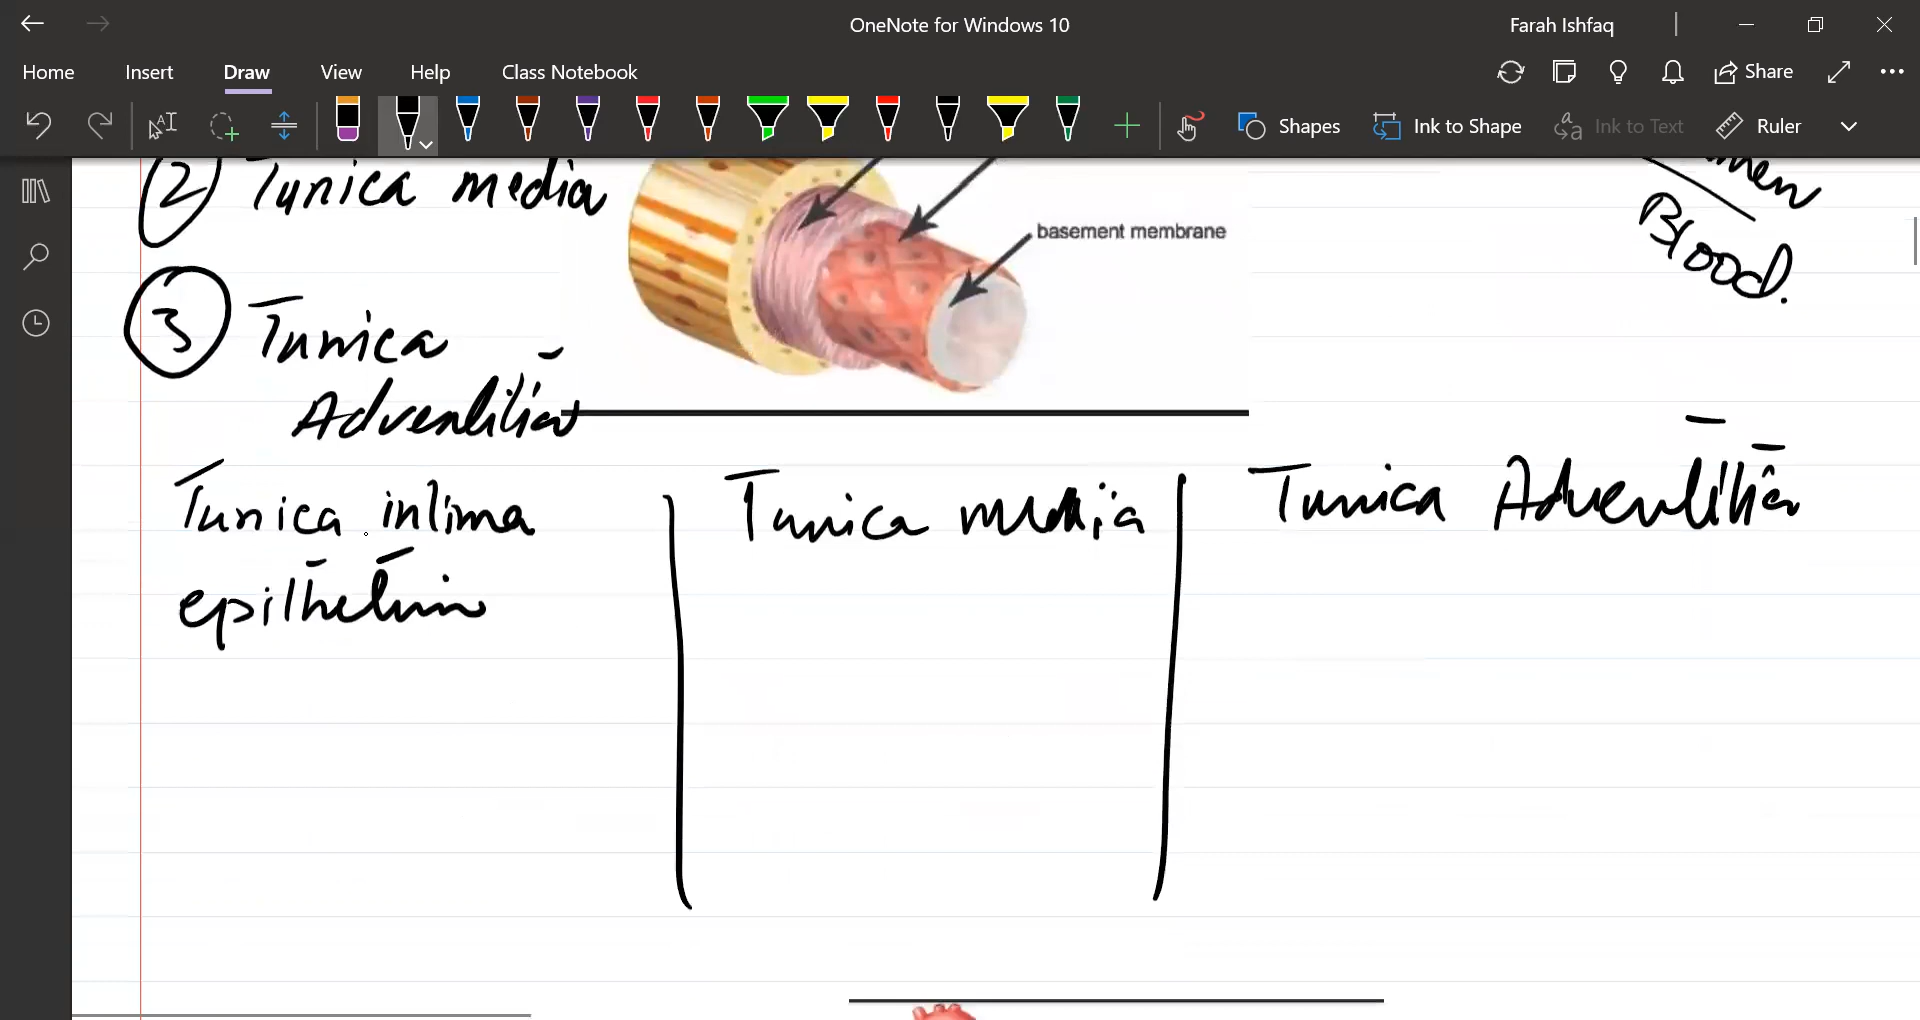 OneNote for Windows 10
Farah Ishfaq
Home Insert Draw View Help Class Notebook
Share
Shapes Ink to Shape Ink to Text Ruler
2 Tunica media
basement membrane
Blood.
3 Tunica
Adventitia
Tunica intima
epithelium
Tunica media
Tunica Adventitia